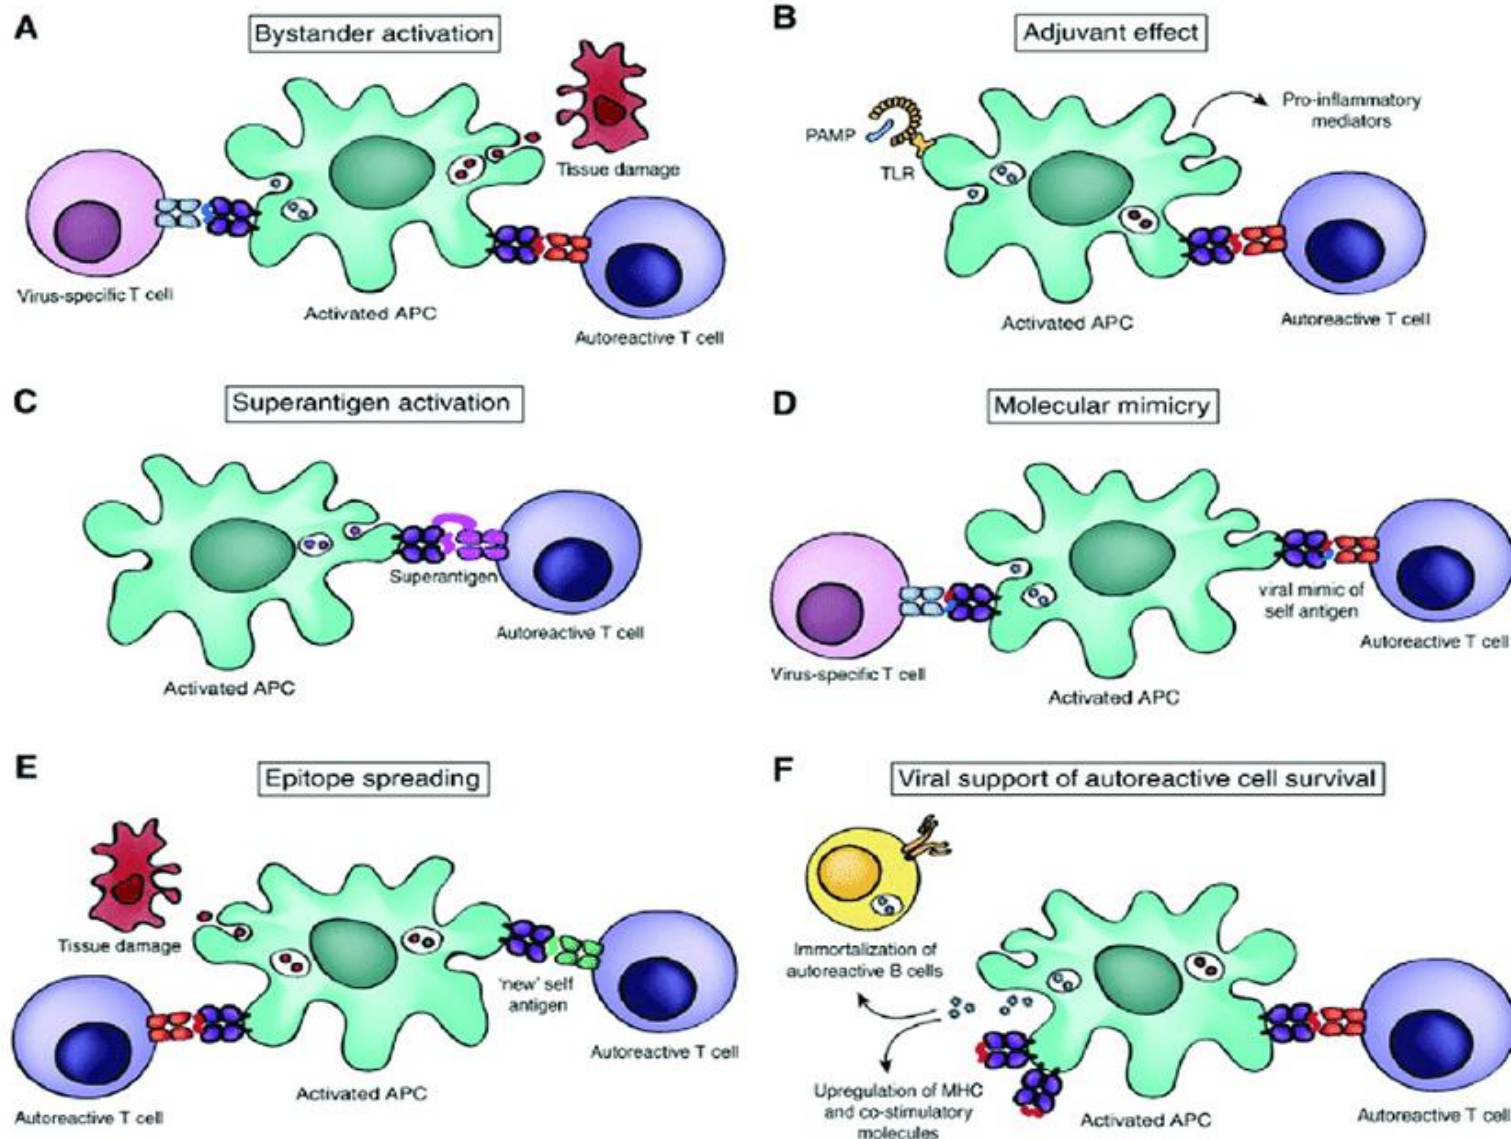 A
Bystander activation
Tissue damage
Virus-specific T cell
Activated APC
Autoreactive T cell
B
Adjuvant effect
PAMP
TLR
Pro-inflammatory
mediators
Activated APC
Autoreactive T cell
C
Superantigen activation
Superantigen
Autoreactive T cell
Activated APC
D
Molecular mimicry
viral mimic of
self antigen
Autoreactive T cell
Virus-specific T cell
Activated APC
E
Epitope spreading
Tissue damage
'new' self
antigen
Autoreactive T cell
Activated APC
Autoreactive T cell
F
Viral support of autoreactive cell survival
Immortalization of
autoreactive B cells
Upregulation of MHC
and co-stimulatory
molecules
Activated APC
Autoreactive T cell